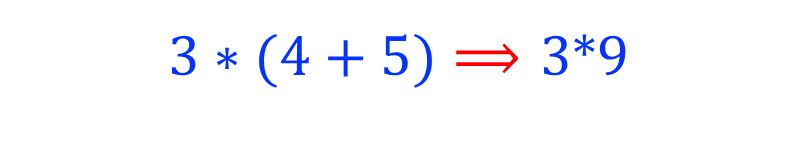 3 ∗ (4 + 5) ⟹ 3*9